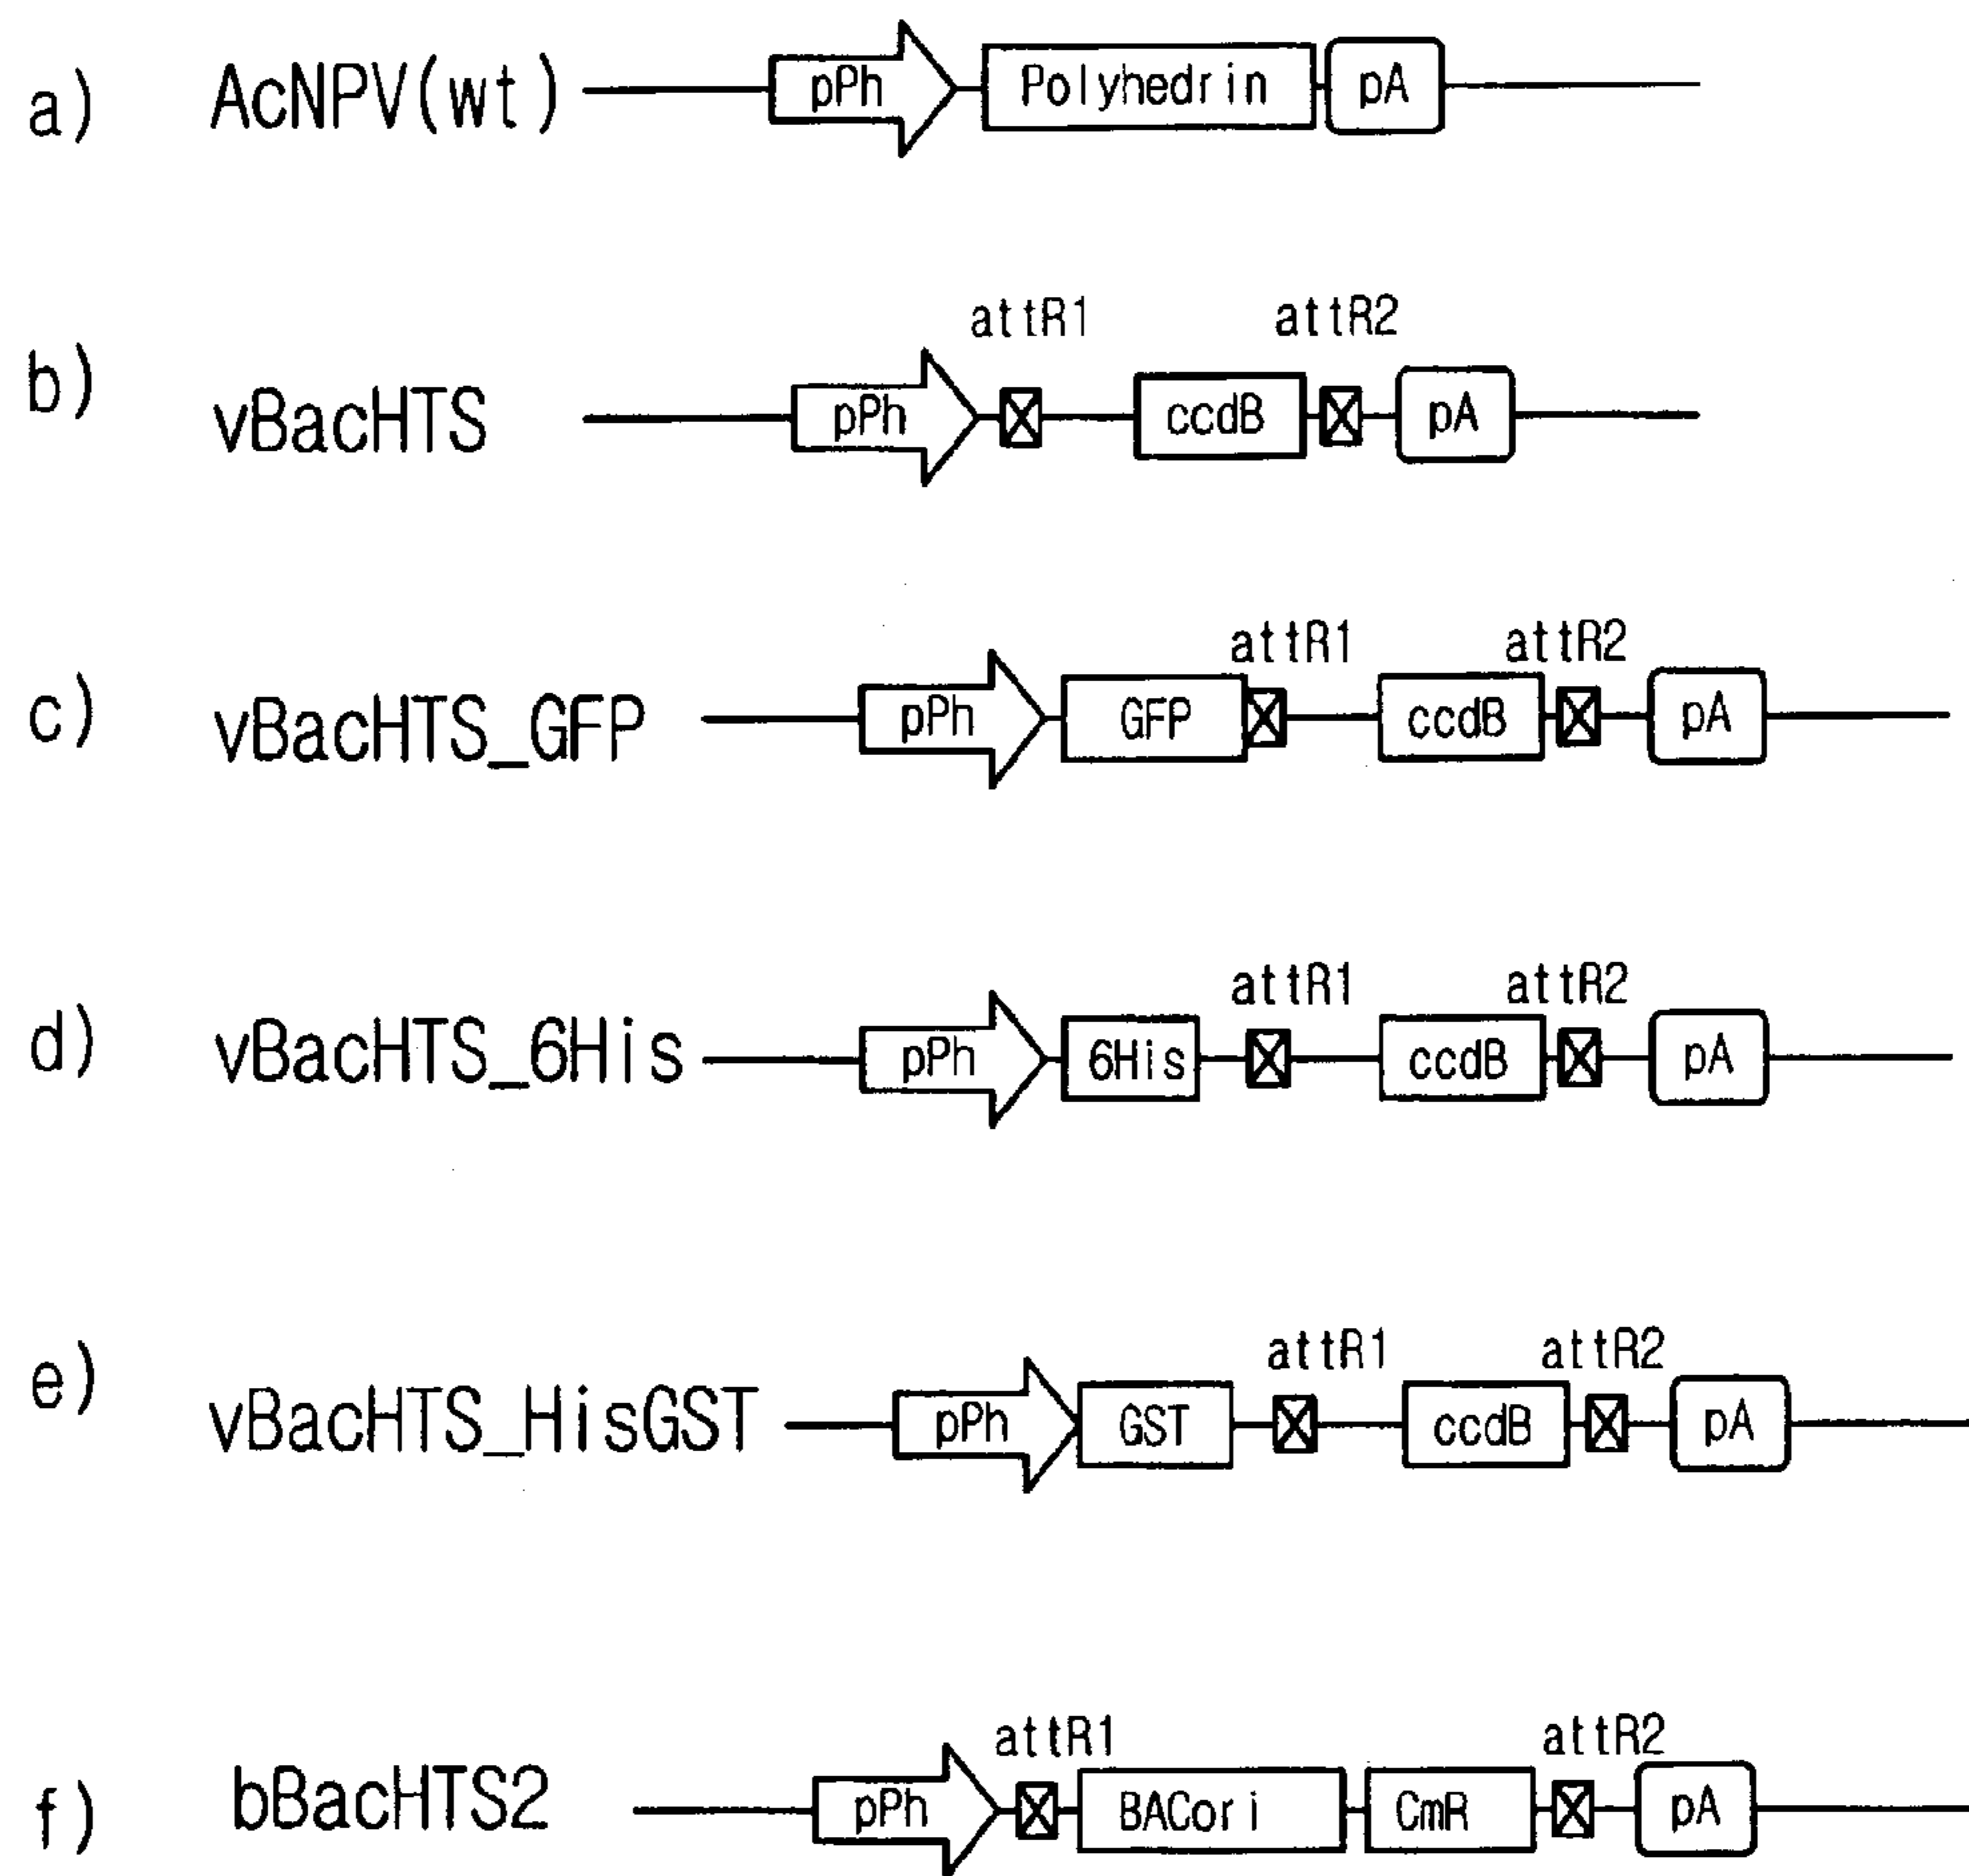 a) AcNPV(wt) pPh Polyhedrin pA
attR1 attR2
b) vBacHTS pPh ccdB pA
attR1 attR2
c) vBacHTS_GFP pPh GFP ccdB pA
attR1 attR2
d) vBacHTS_6His pPh 6His ccdB pA
attR1 attR2
e) vBacHTS_HisGST pPh GST ccdB pA
attR1 attR2
f) bBacHTS2 pPh BACori CmR pA